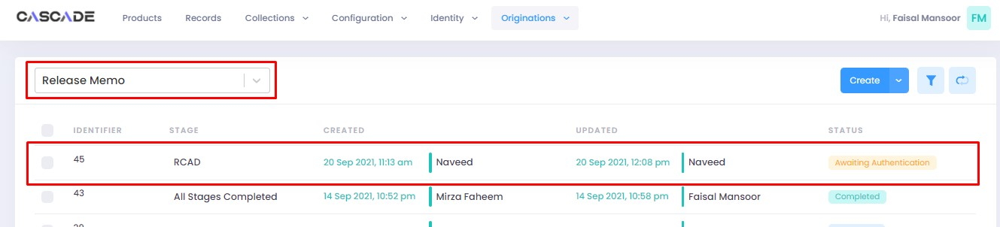 CASCADE Products Records Collections Configuration Identity Originations Hi, Faisal Mansoor FM
Release Memo Create
IDENTIFIER STAGE CREATED UPDATED STATUS
45 RCAD 20 Sep 2021, 11:13 am Naveed 20 Sep 2021, 12:08 pm Naveed Awaiting Authentication
43 All Stages Completed 14 Sep 2021, 10:52 pm Mirza Faheem 14 Sep 2021, 10:58 pm Faisal Mansoor Completed